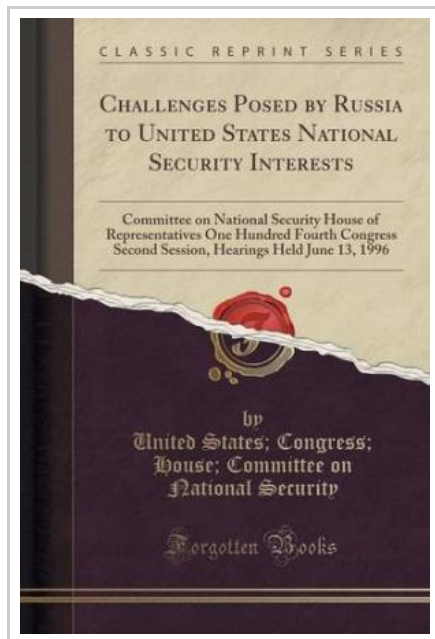 CLASSIC REPRINT SERIES
CHALLENGES POSED BY RUSSIA
TO UNITED STATES NATIONAL
SECURITY INTERESTS
Committee on National Security House of
Representatives One Hundred Fourth Congress
Second Session, Hearings Held June 13, 1996
by
United States; Congress;
House; Committee on
National Security
Forgotten Books